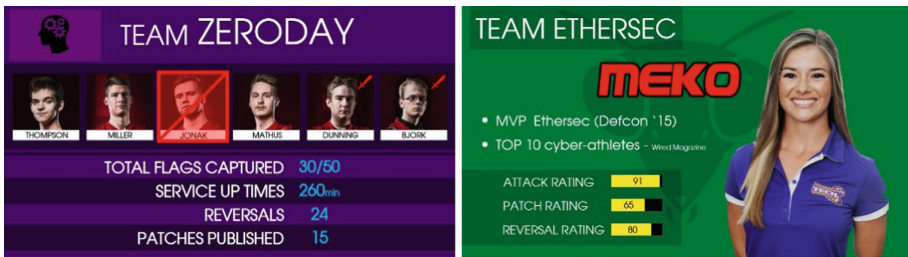 TEAM ZERODAY
THOMPSON
MILLER
JONAK
MATHUS
DUNNING
BJORK
TOTAL FLAGS CAPTURED 30/50
SERVICE UP TIMES 260min
REVERSALS 24
PATCHES PUBLISHED 15
TEAM ETHERSEC
MEKO
• MVP Ethersec (Defcon `15)
• TOP 10 cyber-athletes - Wired Magazine
ATTACK RATING 91
PATCH RATING 65
REVERSAL RATING 80
TECH